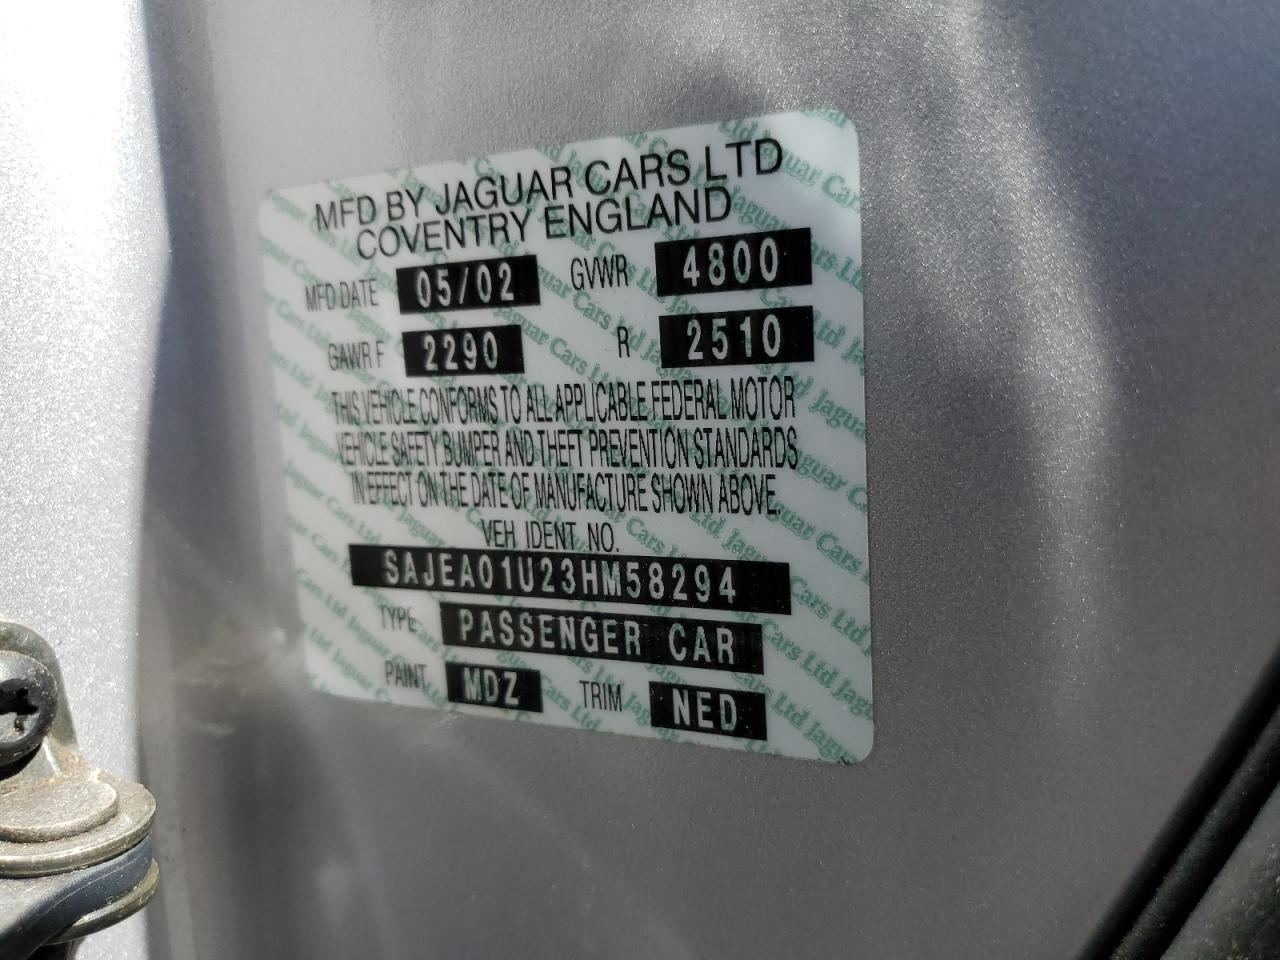 MFD BY JAGUAR CARS LTD
COVENTRY ENGLAND
MFD DATE 05/02 GVWR 4800
GAWR F 2290 R 2510
THIS VEHICLE CONFORMS TO ALL APPLICABLE FEDERAL MOTOR
VEHICLE SAFETY BUMPER AND THEFT PREVENTION STANDARDS
IN EFFECT ON THE DATE OF MANUFACTURE SHOWN ABOVE.
VEH IDENT NO.
SAJEA01U23HM58294
TYPE PASSENGER CAR
PAINT MDZ TRIM NED